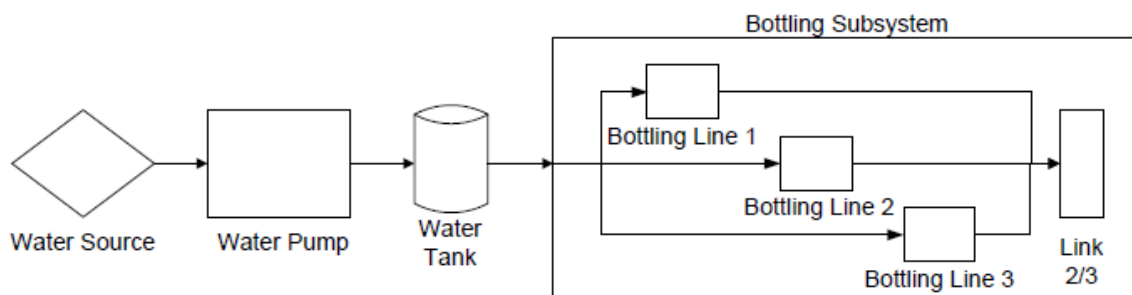 Bottling Subsystem
Bottling Line 1
Bottling Line 2
Bottling Line 3
Water Source
Water Pump
Water
Tank
Link
2/3